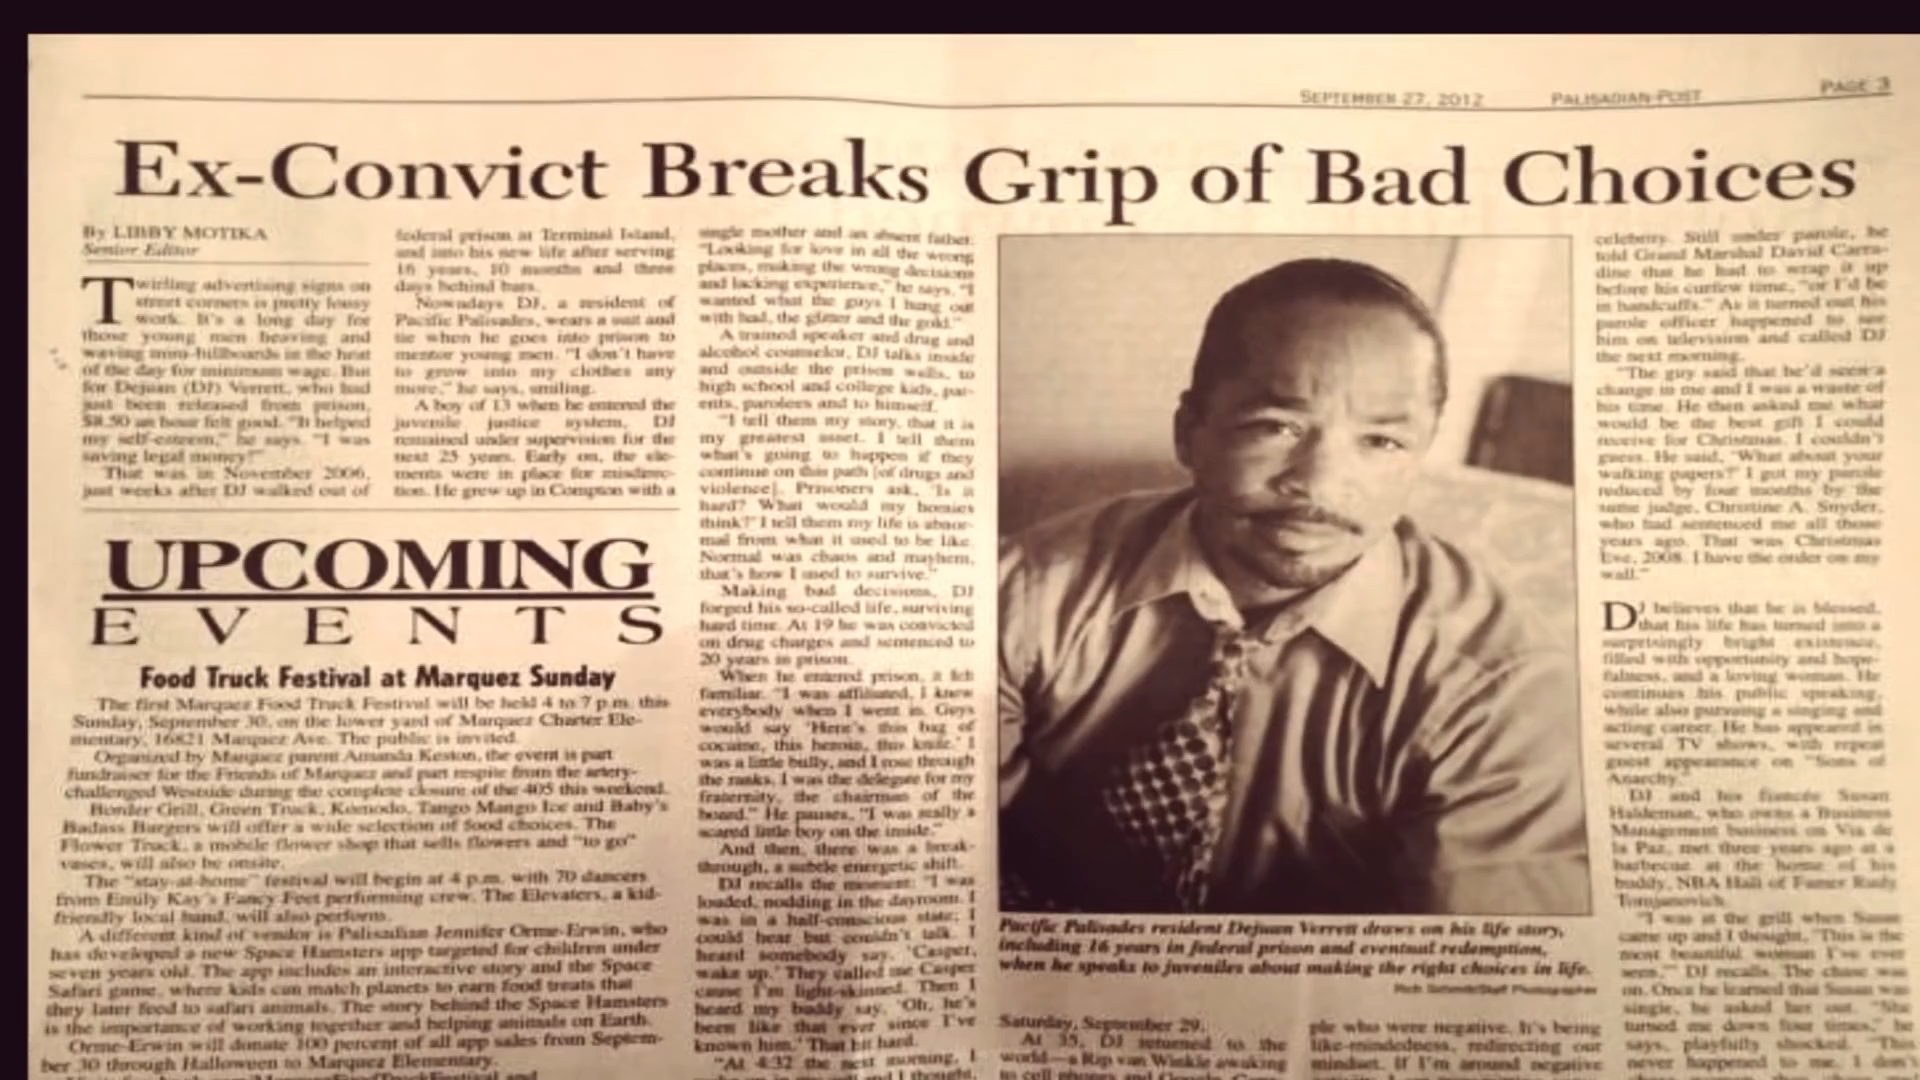 SEPTEMBER 27, 2012 PALISADIAN-POST PAGE 3
Ex-Convict Breaks Grip of Bad Choices
By LIBBY MOTIKA
Senior Editor
Twirling advertising signs on
street corners is pretty lousy
work. It's a long day for
those young men heaving and
waving mini-billboards in the heat
of the day for minimum wage. But
for Dejuan (DJ) Verrett, who had
just been released from prison,
$8.50 an hour felt good. "It helped
my self-esteem," he says. "I was
saving legal money!"
That was in November 2006,
just weeks after DJ walked out of
federal prison at Terminal Island,
and into his new life after serving
16 years, 10 months and three
days behind bars.
Nowadays DJ, a resident of
Pacific Palisades, wears a suit and
tie when he goes into prison to
mentor young men. "I don't have
to grow into my clothes any
more," he says, smiling.
A boy of 13 when he entered the
juvenile justice system, DJ
remained under supervision for the
next 25 years. Early on, the ele-
ments were in place for misdirec-
tion. He grew up in Compton with a
single mother and an absent father.
"Looking for love in all the wrong
places, making the wrong decisions
and lacking experience," he says. "I
wanted what the guys I hung out
with had, the glitter and the gold."
A trained speaker and drug and
alcohol counselor, DJ talks inside
and outside the prison walls, to
high school and college kids, par-
ents, parolees and to himself.
"I tell them my story, that it is
my greatest asset. I tell them
what's going to happen if they
continue on this path [of drugs and
violence]. Prisoners ask, 'Is it
hard? What would my homies
think?' I tell them my life is abnor-
mal from what it used to be like.
Normal was chaos and mayhem,
that's how I used to survive."
Making bad decisions, DJ
forged his so-called life, surviving
hard time. At 19 he was convicted
on drug charges and sentenced to
20 years in prison.
When he entered prison, it felt
familiar. "I was affiliated, I knew
everybody when I went in. Guys
would say 'Here's this bag of
cocaine, this heroin, this knife.' I
was a little bully, and I rose through
the ranks. I was the delegate for my
fraternity, the chairman of the
board." He pauses, "I was really a
scared little boy on the inside."
And then, there was a break-
through, a subtle energetic shift.
DJ recalls the moment: "I was
loaded, nodding in the dayroom. I
was in a half-conscious state; I
could hear but couldn't talk. I
heard somebody say, 'Casper,
wake up.' They called me Casper
cause I'm light-skinned. Then I
heard my buddy say, 'Oh, he's
been like that ever since I've
known him.' That hit hard.
"At 4:32 the next morning, I
and I thought,
Pacific Palisades resident Dejuan Verrett draws on his life story,
including 16 years in federal prison and eventual redemption,
when he speaks to juveniles about making the right choices in life.
Rich Schmitt/Staff Photographer
Saturday, September 29.
At 35, DJ returned to the
world—a Rip van Winkle awaking
to cell phones and Google.
ple who were negative. It's being
like-mindedness, redirecting our
mindset. If I'm around negative
celebrity. Still under parole, he
told Grand Marshal David Carra-
dine that he had to wrap it up
before his curfew time, "or I'd be
in handcuffs." As it turned out his
parole officer happened to see
him on television and called DJ
the next morning.
"The guy said that he'd seen a
change in me and I was a waste of
his time. He then asked me what
would be the best gift I could
receive for Christmas. I couldn't
guess. He said, 'What about your
walking papers?' I got my parole
reduced by four months by the
same judge, Christine A. Snyder,
who had sentenced me all those
years ago. That was Christmas
Eve, 2008. I have the order on my
wall."
DJ believes that he is blessed,
that his life has turned into a
surprisingly bright existence,
filled with opportunity and hope-
fulness, and a loving woman. He
continues his public speaking,
while also pursuing a singing and
acting career. He has appeared in
several TV shows, with repeat
guest appearance on "Sons of
Anarchy."
DJ and his fiancée Susan
Haldeman, who owns a Business
Management business on Via de
la Paz, met three years ago at a
barbecue at the home of his
buddy, NBA Hall of Famer Rudy
Tomjanovich.
"I was at the grill when Susan
came up and I thought, 'This is the
most beautiful woman I've ever
seen,'" DJ recalls. The chase was
on. Once he learned that Susan was
single, he asked her out. "She
turned me down four times," he
says, playfully shocked. "This
never happened to me. I don't
UPCOMING
EVENTS
Food Truck Festival at Marquez Sunday
The first Marquez Food Truck Festival will be held 4 to 7 p.m. this
Sunday, September 30, on the lower yard of Marquez Charter Ele-
mentary, 16821 Marquez Ave. The public is invited.
Organized by Marquez parent Amanda Keston, the event is part
fundraiser for the Friends of Marquez and part respite from the artery-
challenged Westside during the complete closure of the 405 this weekend.
Border Grill, Green Truck, Komodo, Tango Mango Ice and Baby's
Badass Burgers will offer a wide selection of food choices. The
Flower Truck, a mobile flower shop that sells flowers and "to go"
vases, will also be onsite.
The "stay-at-home" festival will begin at 4 p.m. with 70 dancers
from Emily Kay's Fancy Feet performing crew. The Elevaters, a kid-
friendly local band, will also perform.
A different kind of vendor is Palisadian Jennifer Orme-Erwin, who
has developed a new Space Hamsters app targeted for children under
seven years old. The app includes an interactive story and the Space
Safari game, where kids can match planets to earn food treats that
they later feed to safari animals. The story behind the Space Hamsters
is the importance of working together and helping animals on Earth.
Orme-Erwin will donate 100 percent of all app sales from Septem-
ber 30 through Halloween to Marquez Elementary.